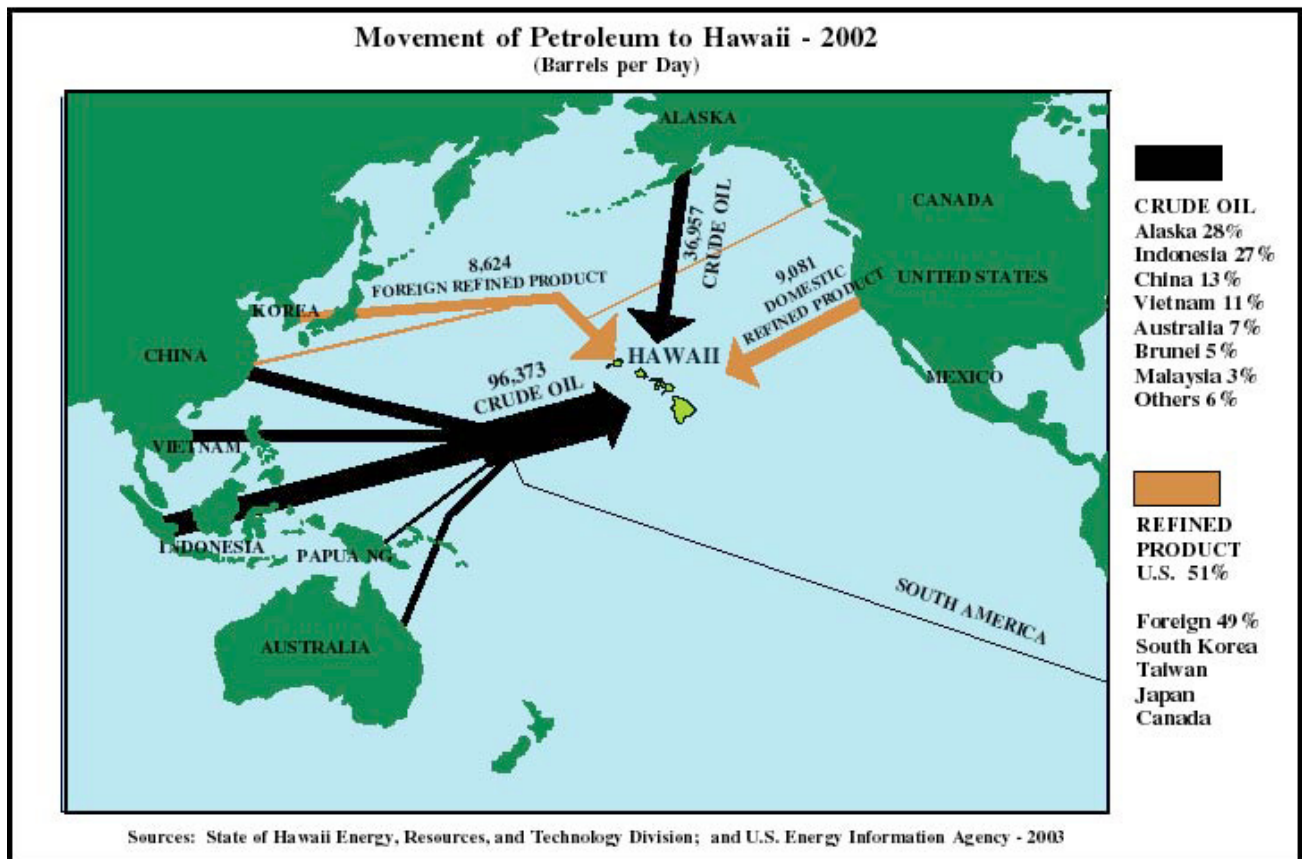 Movement of Petroleum to Hawaii - 2002
(Barrels per Day)
ALASKA
CANADA
36,957
CRUDE OIL
8,624
FOREIGN REFINED PRODUCT
9,081
DOMESTIC
REFINED PRODUCT
UNITED STATES
KOREA
CHINA
HAWAII
MEXICO
96,373
CRUDE OIL
VIETNAM
INDONESIA
PAPUA NG
SOUTH AMERICA
AUSTRALIA
CRUDE OIL
Alaska 28%
Indonesia 27%
China 13%
Vietnam 11%
Australia 7%
Brunei 5%
Malaysia 3%
Others 6%
REFINED
PRODUCT
U.S. 51%
Foreign 49%
South Korea
Taiwan
Japan
Canada
Sources: State of Hawaii Energy, Resources, and Technology Division; and U.S. Energy Information Agency - 2003